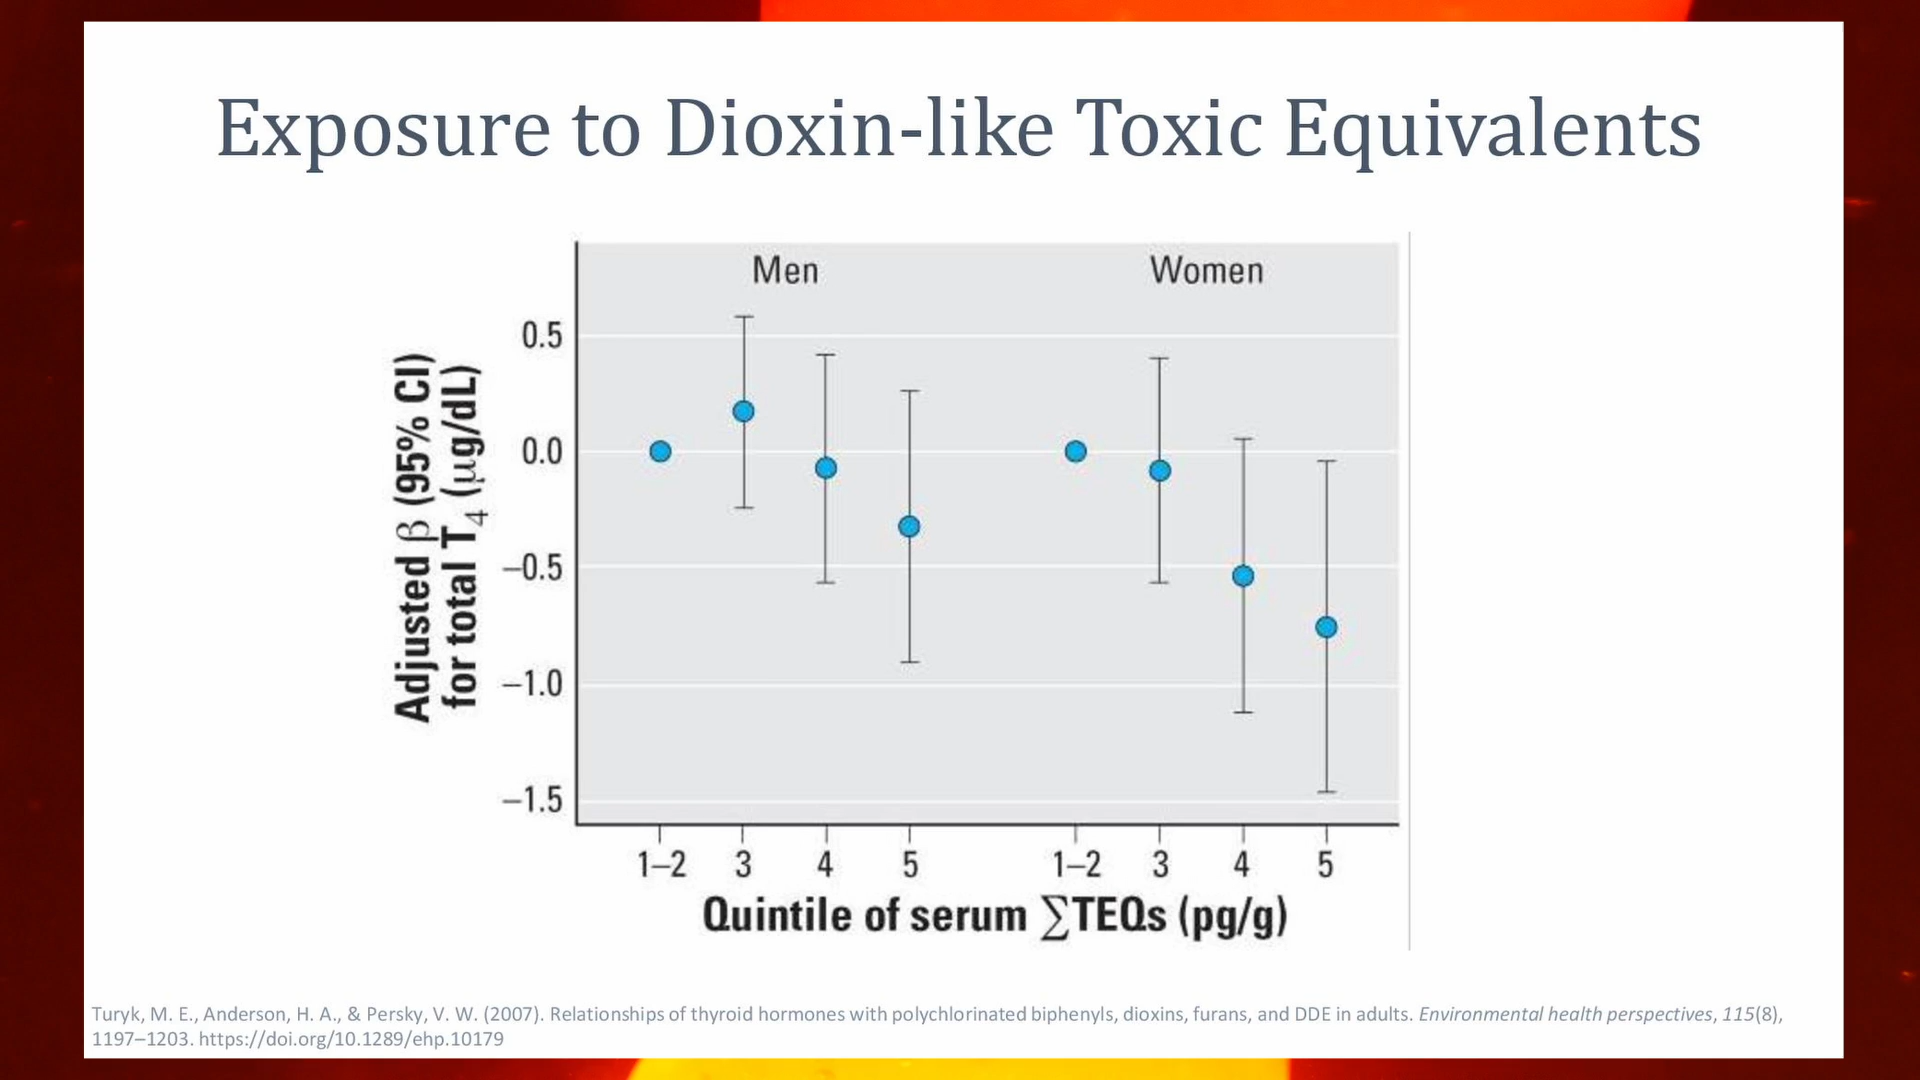 Exposure to Dioxin-like Toxic Equivalents
Men
Women
Adjusted β (95% CI)
for total T4 (μg/dL)
0.5
0.0
–0.5
–1.0
–1.5
1–2 3 4 5 1–2 3 4 5
Quintile of serum ∑TEQs (pg/g)
Turyk, M. E., Anderson, H. A., & Persky, V. W. (2007). Relationships of thyroid hormones with polychlorinated biphenyls, dioxins, furans, and DDE in adults. Environmental health perspectives, 115(8),
1197–1203. https://doi.org/10.1289/ehp.10179